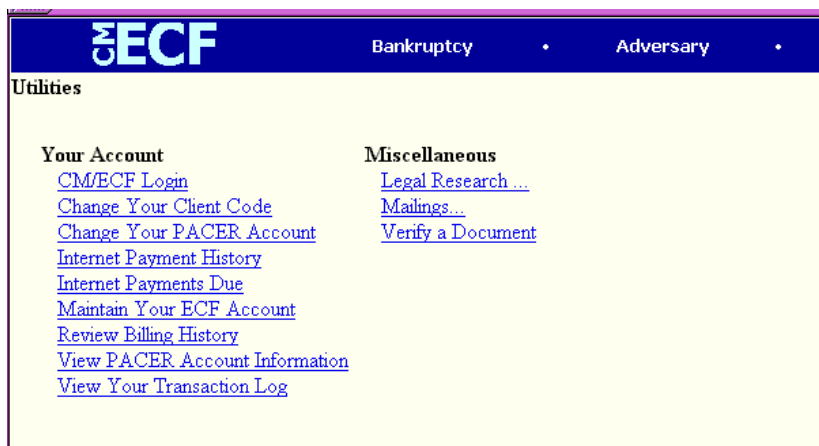 CM ECF Bankruptcy • Adversary •
Utilities
Your Account
CM/ECF Login
Change Your Client Code
Change Your PACER Account
Internet Payment History
Internet Payments Due
Maintain Your ECF Account
Review Billing History
View PACER Account Information
View Your Transaction Log
Miscellaneous
Legal Research ...
Mailings...
Verify a Document